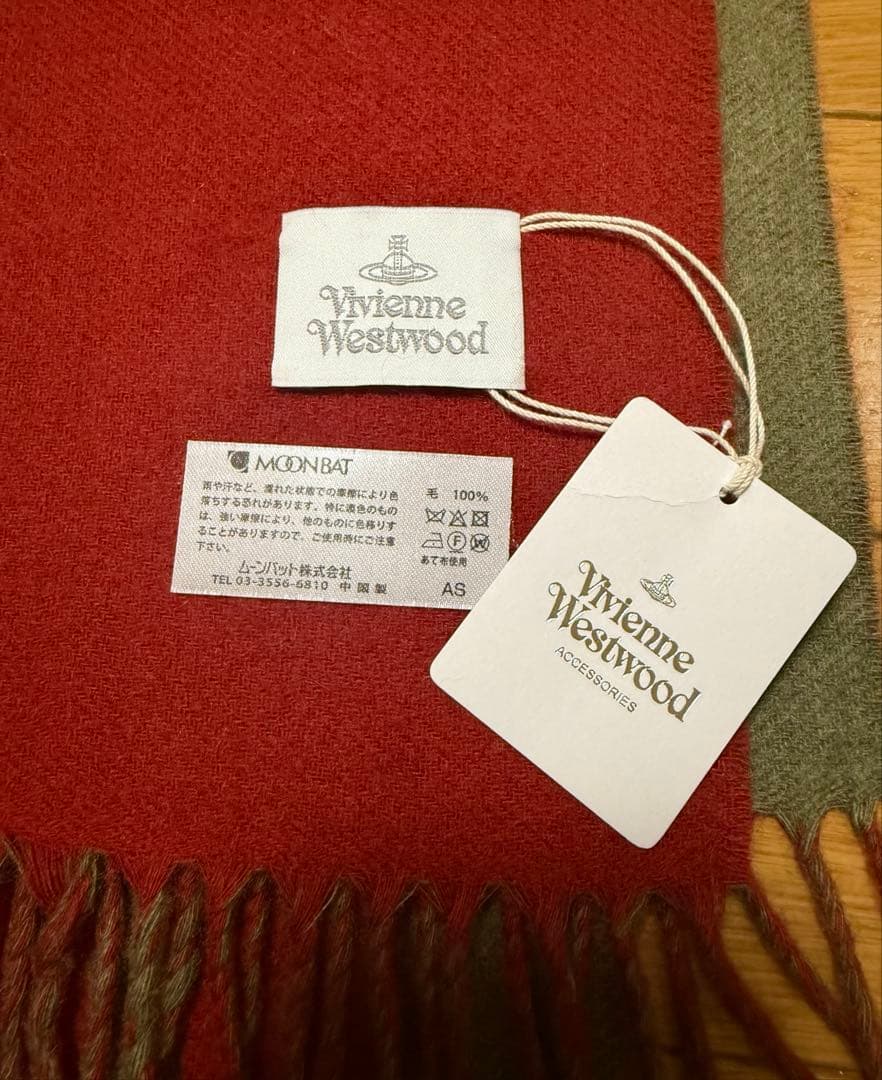 Vivienne
Westwood
MOONBAT
雨や汗など、濡れた状態での摩擦により色
落ちする恐れがあります。特に濃色のもの
は、強い摩擦により、他のものに色移りす
ることがありますので、ご使用時にご注意
下さい。
ムーンバット株式会社
TEL 03-3556-6810 中国製
毛 100%
F W
あて布使用
AS
Vivienne
Westwood
ACCESSORIES